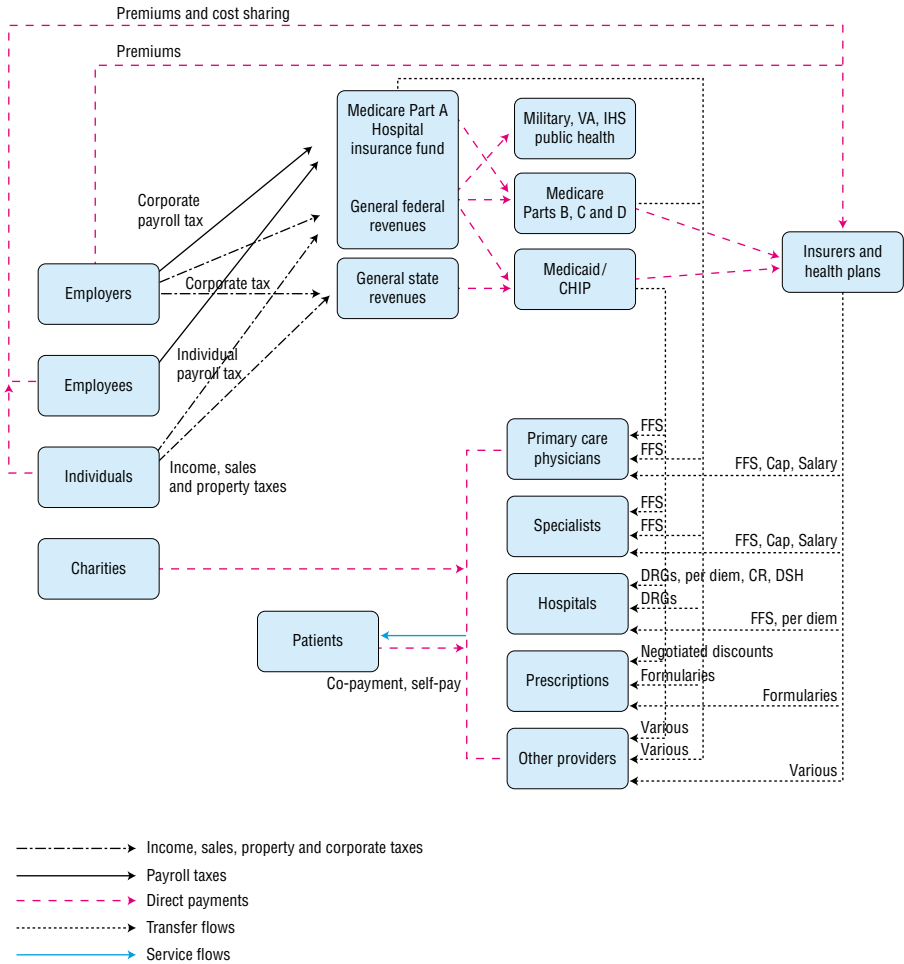 Premiums and cost sharing
Premiums
Medicare Part A
Hospital
insurance fund
General federal
revenues
Military, VA, IHS
public health
Corporate
payroll tax
Medicare
Parts B, C and D
Insurers and
health plans
Employers
Corporate tax
General state
revenues
Medicaid/
CHIP
Employees
Individual
payroll tax
Individuals
Income, sales
and property taxes
Primary care
physicians
FFS
FFS
FFS, Cap, Salary
Specialists
FFS
FFS
FFS, Cap, Salary
Charities
Hospitals
DRGs, per diem, CR, DSH
DRGs
FFS, per diem
Patients
Co-payment, self-pay
Prescriptions
Negotiated discounts
Formularies
Formularies
Other providers
Various
Various
Various
Income, sales, property and corporate taxes
Payroll taxes
Direct payments
Transfer flows
Service flows